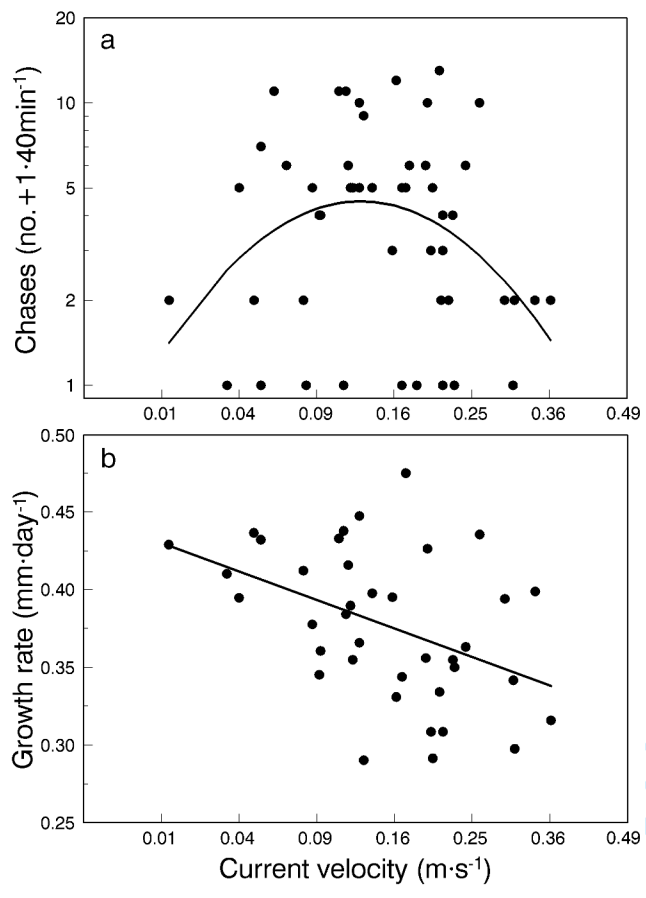 a
20
10
5
2
1
Chases (no.+1·40min⁻¹)
0.01 0.04 0.09 0.16 0.25 0.36 0.49
b
0.50
0.45
0.40
0.35
0.30
0.25
Growth rate (mm·day⁻¹)
0.01 0.04 0.09 0.16 0.25 0.36 0.49
Current velocity (m·s⁻¹)